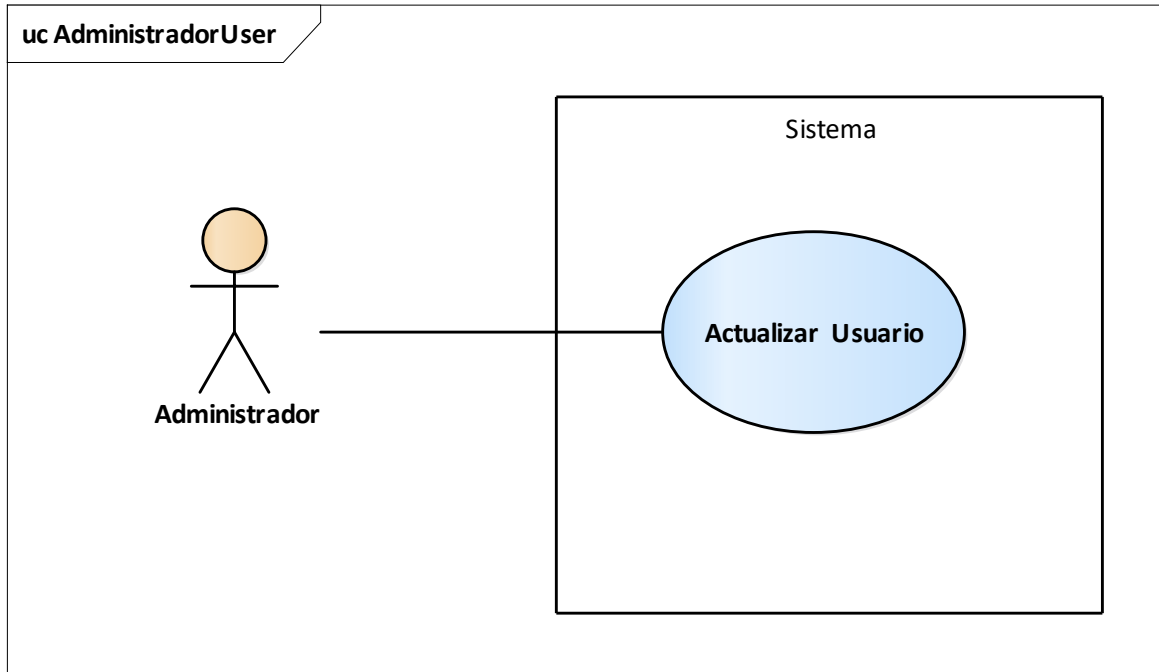 uc AdministradorUser
Sistema
Actualizar Usuario
Administrador